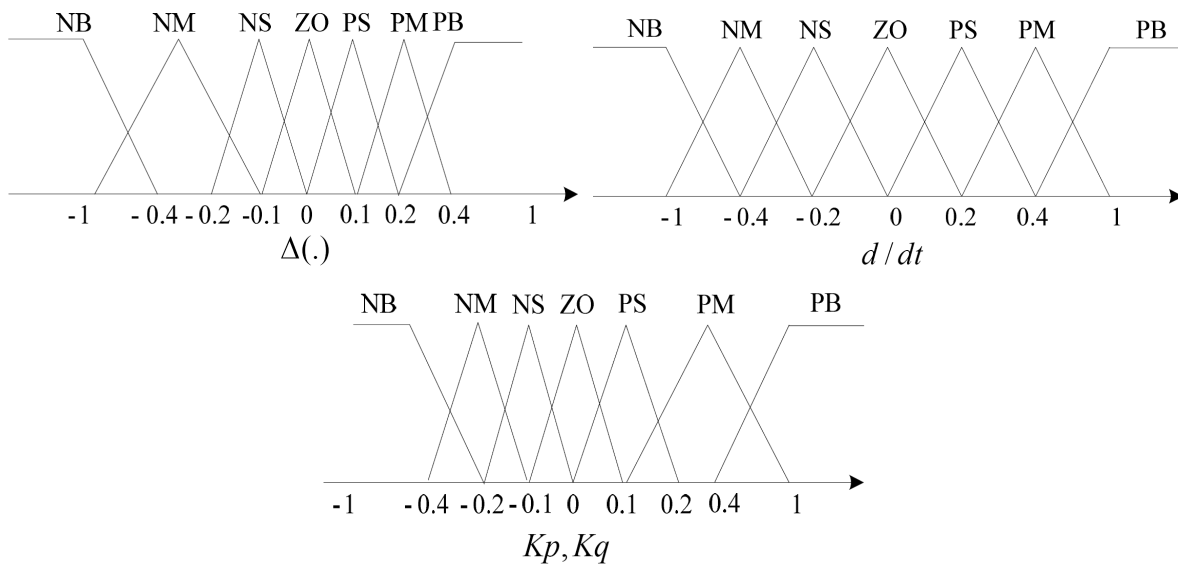 NB NM NS ZO PS PM PB
-1 -0.4 -0.2 -0.1 0 0.1 0.2 0.4 1
Δ(.)
NB NM NS ZO PS PM PB
-1 -0.4 -0.2 0 0.2 0.4 1
d/dt
NB NM NS ZO PS PM PB
-1 -0.4 -0.2 -0.1 0 0.1 0.2 0.4 1
Kp,Kq